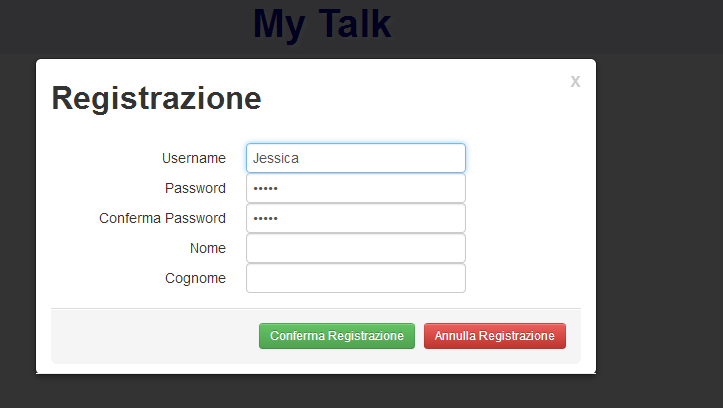 My Talk
x
Registrazione
Username Jessica
Password •••••
Conferma Password •••••
Nome
Cognome
Conferma Registrazione Annulla Registrazione